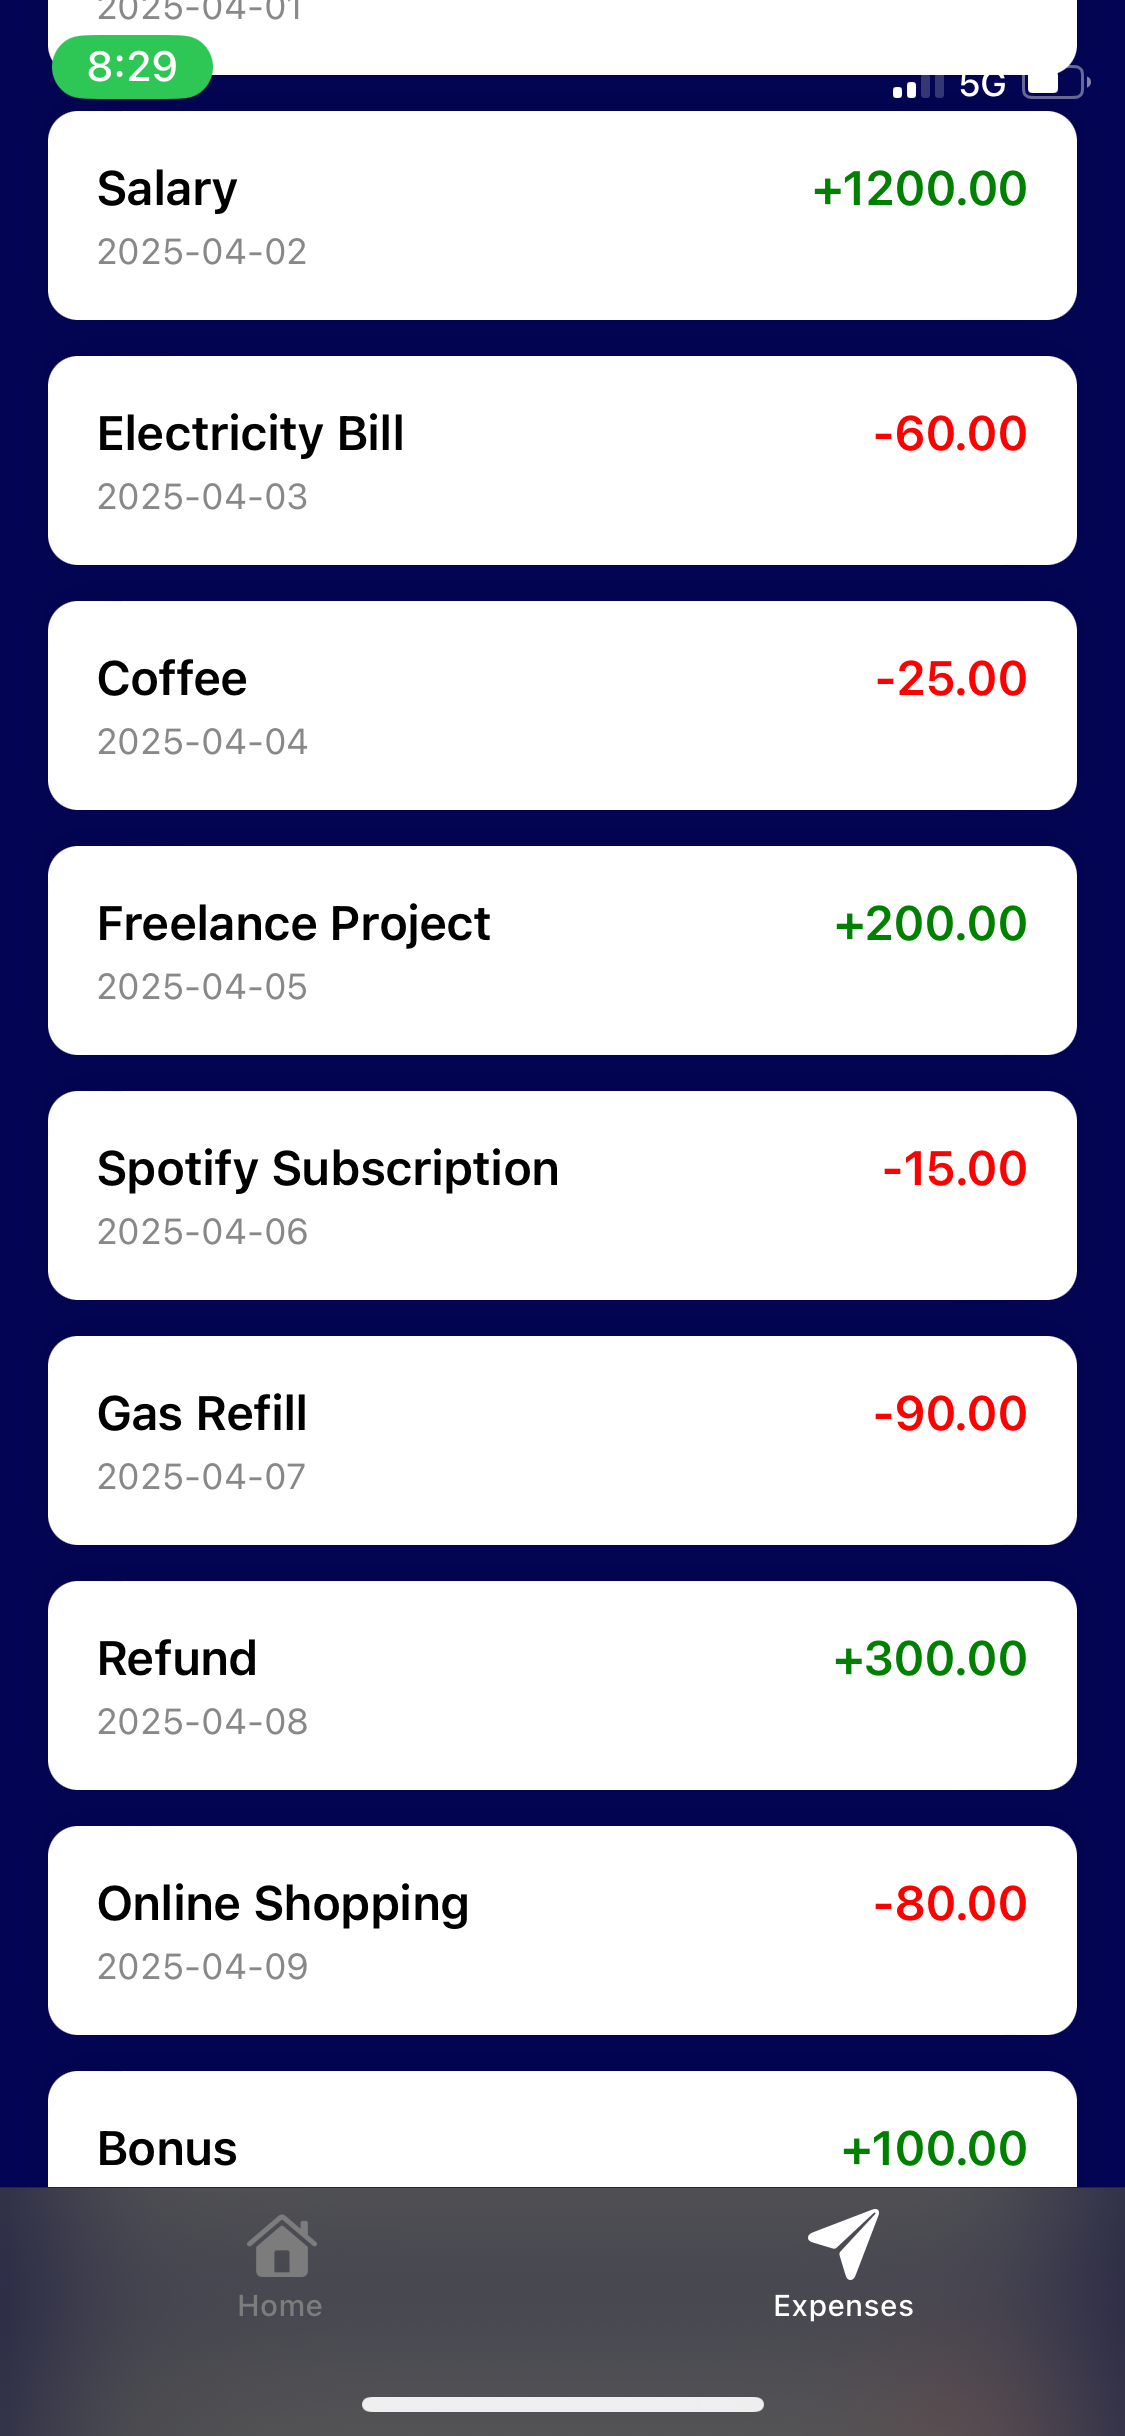 2025-04-01
8:29
5G
Salary +1200.00
2025-04-02
Electricity Bill -60.00
2025-04-03
Coffee -25.00
2025-04-04
Freelance Project +200.00
2025-04-05
Spotify Subscription -15.00
2025-04-06
Gas Refill -90.00
2025-04-07
Refund +300.00
2025-04-08
Online Shopping -80.00
2025-04-09
Bonus +100.00
Home Expenses